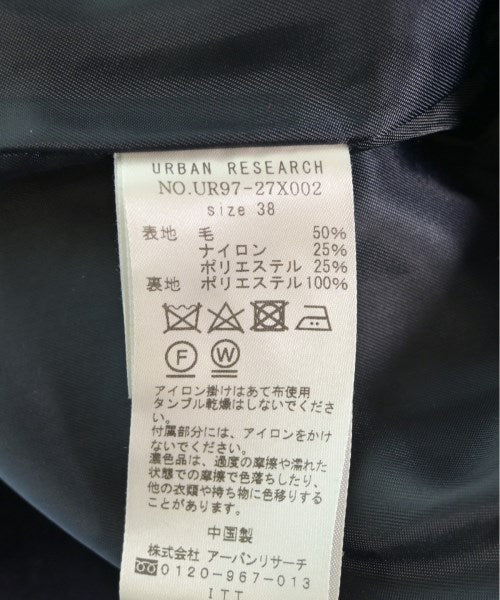 URBAN RESEARCH
NO.UR97-27X002
size 38
表地 毛 50%
ナイロン 25%
ポリエステル 25%
裏地 ポリエステル 100%
F W
アイロン掛けはあて布使用
タンブル乾燥はしないでくださ
い。
付属部分には、アイロンをかけ
ないでください。
濃色品は、過度の摩擦や濡れた
状態での摩擦で色落ちしたり、
他の衣類や持ち物に色移りする
ことがあります。
中国製
株式会社 アーバンリサーチ
0120-967-013
ITT